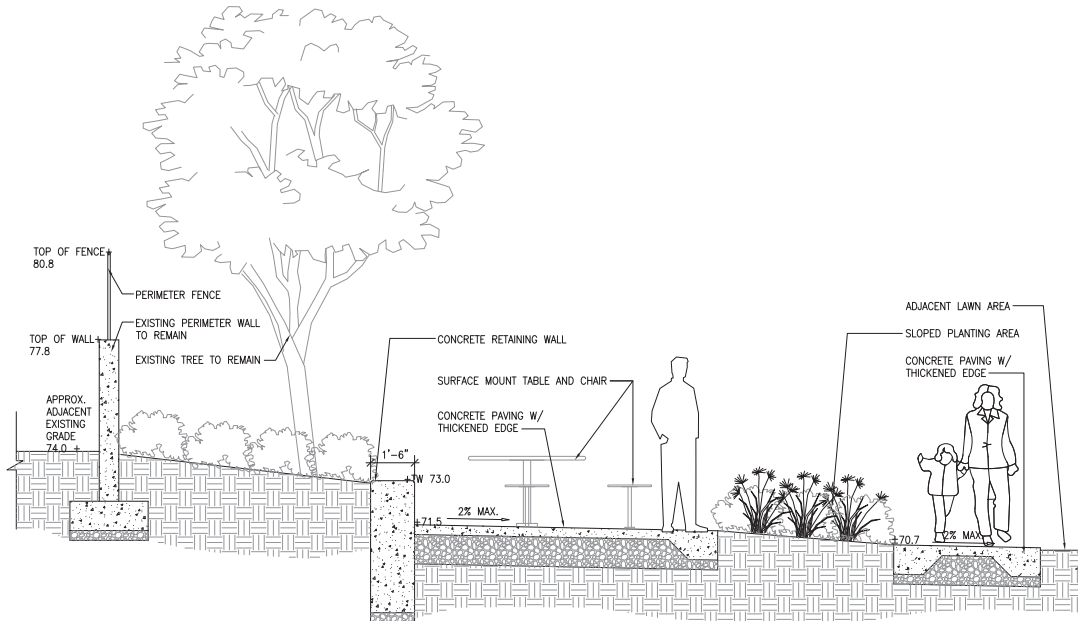 TOP OF FENCE
80.8
PERIMETER FENCE
EXISTING PERIMETER WALL
TO REMAIN
TOP OF WALL
77.8
EXISTING TREE TO REMAIN
APPROX.
ADJACENT
EXISTING
GRADE
74.0 +
CONCRETE RETAINING WALL
SURFACE MOUNT TABLE AND CHAIR
CONCRETE PAVING W/
THICKENED EDGE
1'-6"
TW 73.0
+71.5
2% MAX.
ADJACENT LAWN AREA
SLOPED PLANTING AREA
CONCRETE PAVING W/
THICKENED EDGE
+70.7
2% MAX.